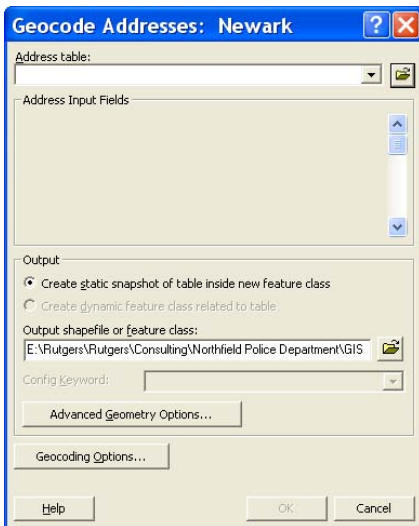 Geocode Addresses: Newark
Address table:
Address Input Fields
Output
Create static snapshot of table inside new feature class
Create dynamic feature class related to table
Output shapefile or feature class:
E:\Rutgers\Rutgers\Consulting\Northfield Police Department\GIS
Config Keyword:
Advanced Geometry Options...
Geocoding Options...
Help
OK
Cancel